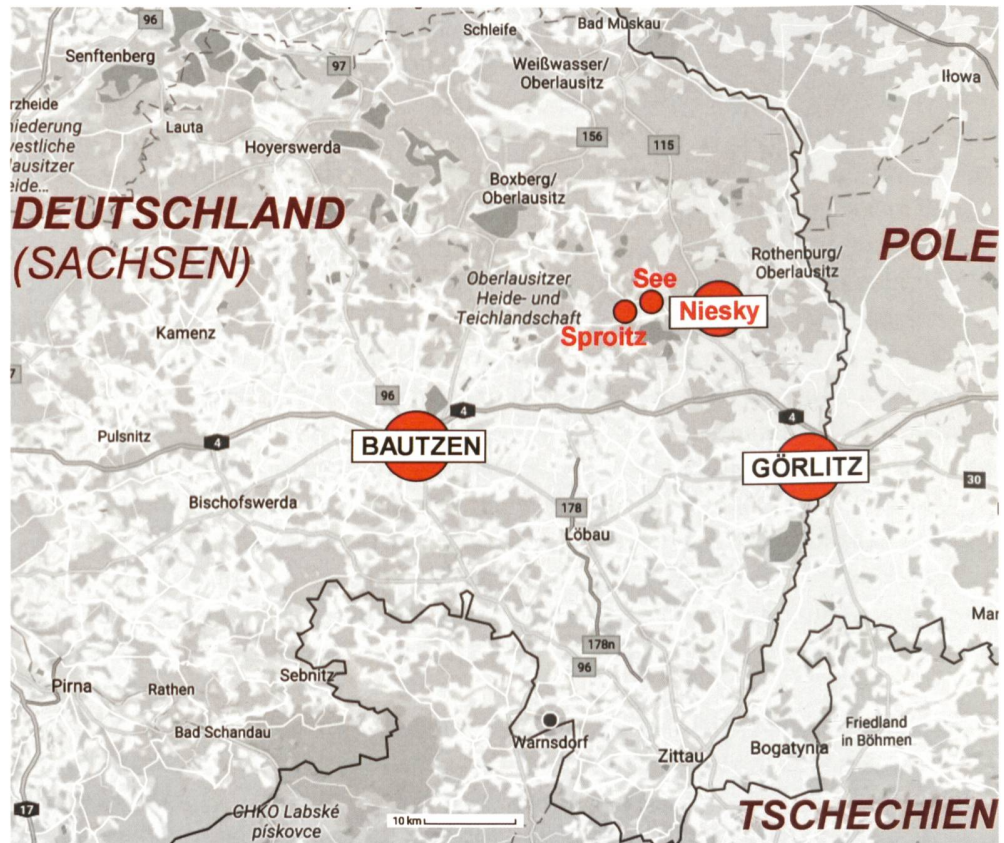 96
Senftenberg
97
Schleife
Bad Muskau
Weißwasser/
Oberlausitz
Iłowa
rzheide
niederung
vestliche
lausitzer
eide...
Lauta
Hoyerswerda
156
115
Boxberg/
Oberlausitz
DEUTSCHLAND
(SACHSEN)
POLE
Rothenburg/
Oberlausitz
Oberlausitzer
Heide- und
Teichlandschaft
See
Niesky
Sproitz
Kamenz
7
96
4
4
Pulsnitz
4
BAUTZEN
GÖRLITZ
30
Bischofswerda
178
Löbau
Mar
178n
96
Sebnitz
Pirna
Rathen
Bad Schandau
Warnsdorf
Zittau
Bogatynia
Friedland
in Böhmen
17
CHKO Labské
pískovce
10 km
TSCHECHIEN